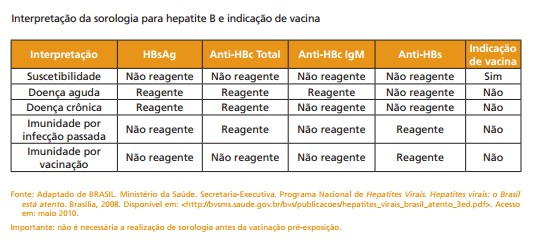 Interpretação da sorologia para hepatite B e indicação de vacina
Interpretação HBsAg Anti-HBc Total Anti-HBc IgM Anti-HBs Indicação de vacina
Suscetibilidade Não reagente Não reagente Não reagente Não reagente Sim
Doença aguda Reagente Reagente Reagente Não reagente Não
Doença crônica Reagente Reagente Não reagente Não reagente Não
Imunidade por infecção passada Não reagente Reagente Não reagente Reagente Não
Imunidade por vacinação Não reagente Não reagente Não reagente Reagente Não
Fonte: Adaptado de BRASIL. Ministério da Saúde. Secretaria-Executiva. Programa Nacional de Hepatites Virais. Hepatites virais: o Brasil
está atento. Brasília, 2008. Disponível em: <http://bvsms.saude.gov.br/bvs/publicacoes/hepatites_virais_brasil_atento_3ed.pdf>. Acesso
em: maio 2010.
Importante: não é necessária a realização de sorologia antes da vacinação pré-exposição.